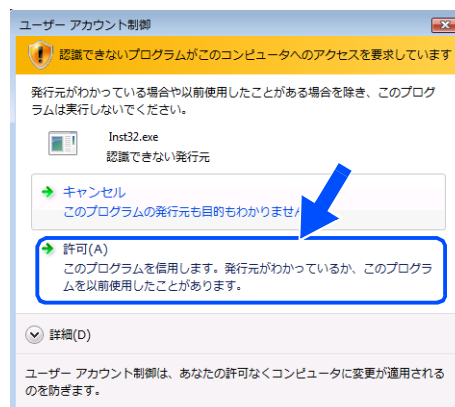 ユーザー アカウント制御
認識できないプログラムがこのコンピュータへのアクセスを要求しています
発行元がわかっている場合や以前使用したことがある場合を除き、このプログ
ラムは実行しないでください。
Inst32.exe
認識できない発行元
キャンセル
このプログラムの発行元も目的もわかりません
許可(A)
このプログラムを信用します。発行元がわかっているか、このプログラ
ムを以前使用したことがあります。
詳細(D)
ユーザー アカウント制御は、あなたの許可なくコンピュータに変更が適用される
のを防ぎます。